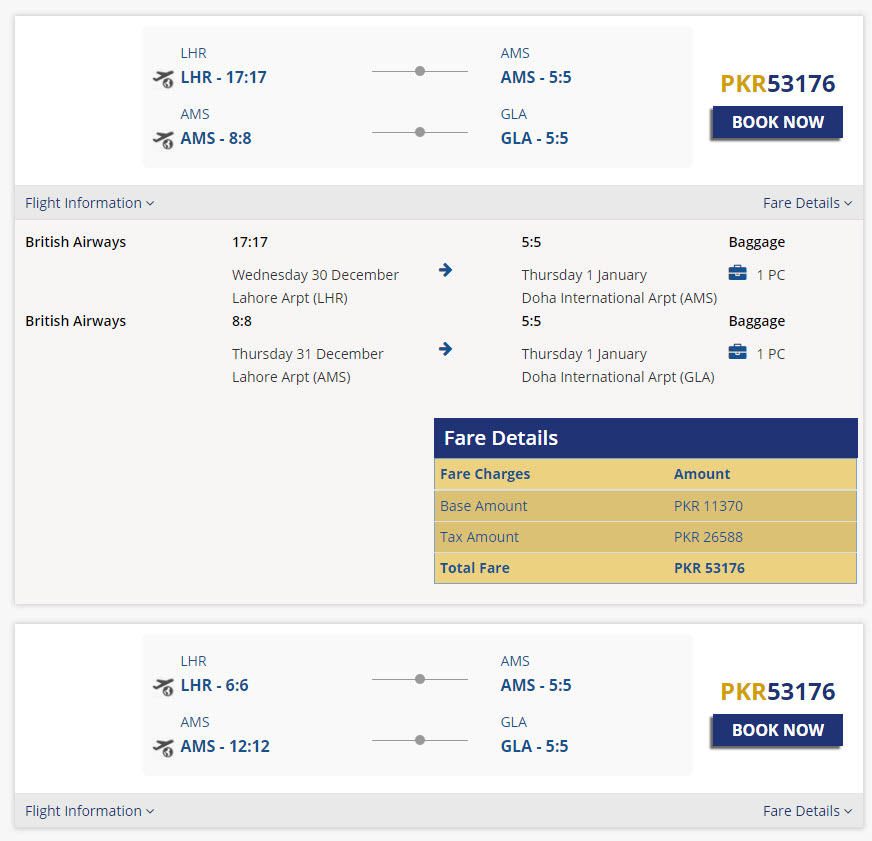 LHR AMS
LHR - 17:17 AMS - 5:5
PKR53176
AMS GLA
BOOK NOW
AMS - 8:8 GLA - 5:5
Flight Information Fare Details
British Airways 17:17 5:5 Baggage
Wednesday 30 December Thursday 1 January 1 PC
Lahore Arpt (LHR) Doha International Arpt (AMS)
British Airways 8:8 5:5 Baggage
Thursday 31 December Thursday 1 January 1 PC
Lahore Arpt (AMS) Doha International Arpt (GLA)
Fare Details
Fare Charges Amount
Base Amount PKR 11370
Tax Amount PKR 26588
Total Fare PKR 53176
LHR AMS
LHR - 6:6 AMS - 5:5
PKR53176
AMS GLA
BOOK NOW
AMS - 12:12 GLA - 5:5
Flight Information Fare Details